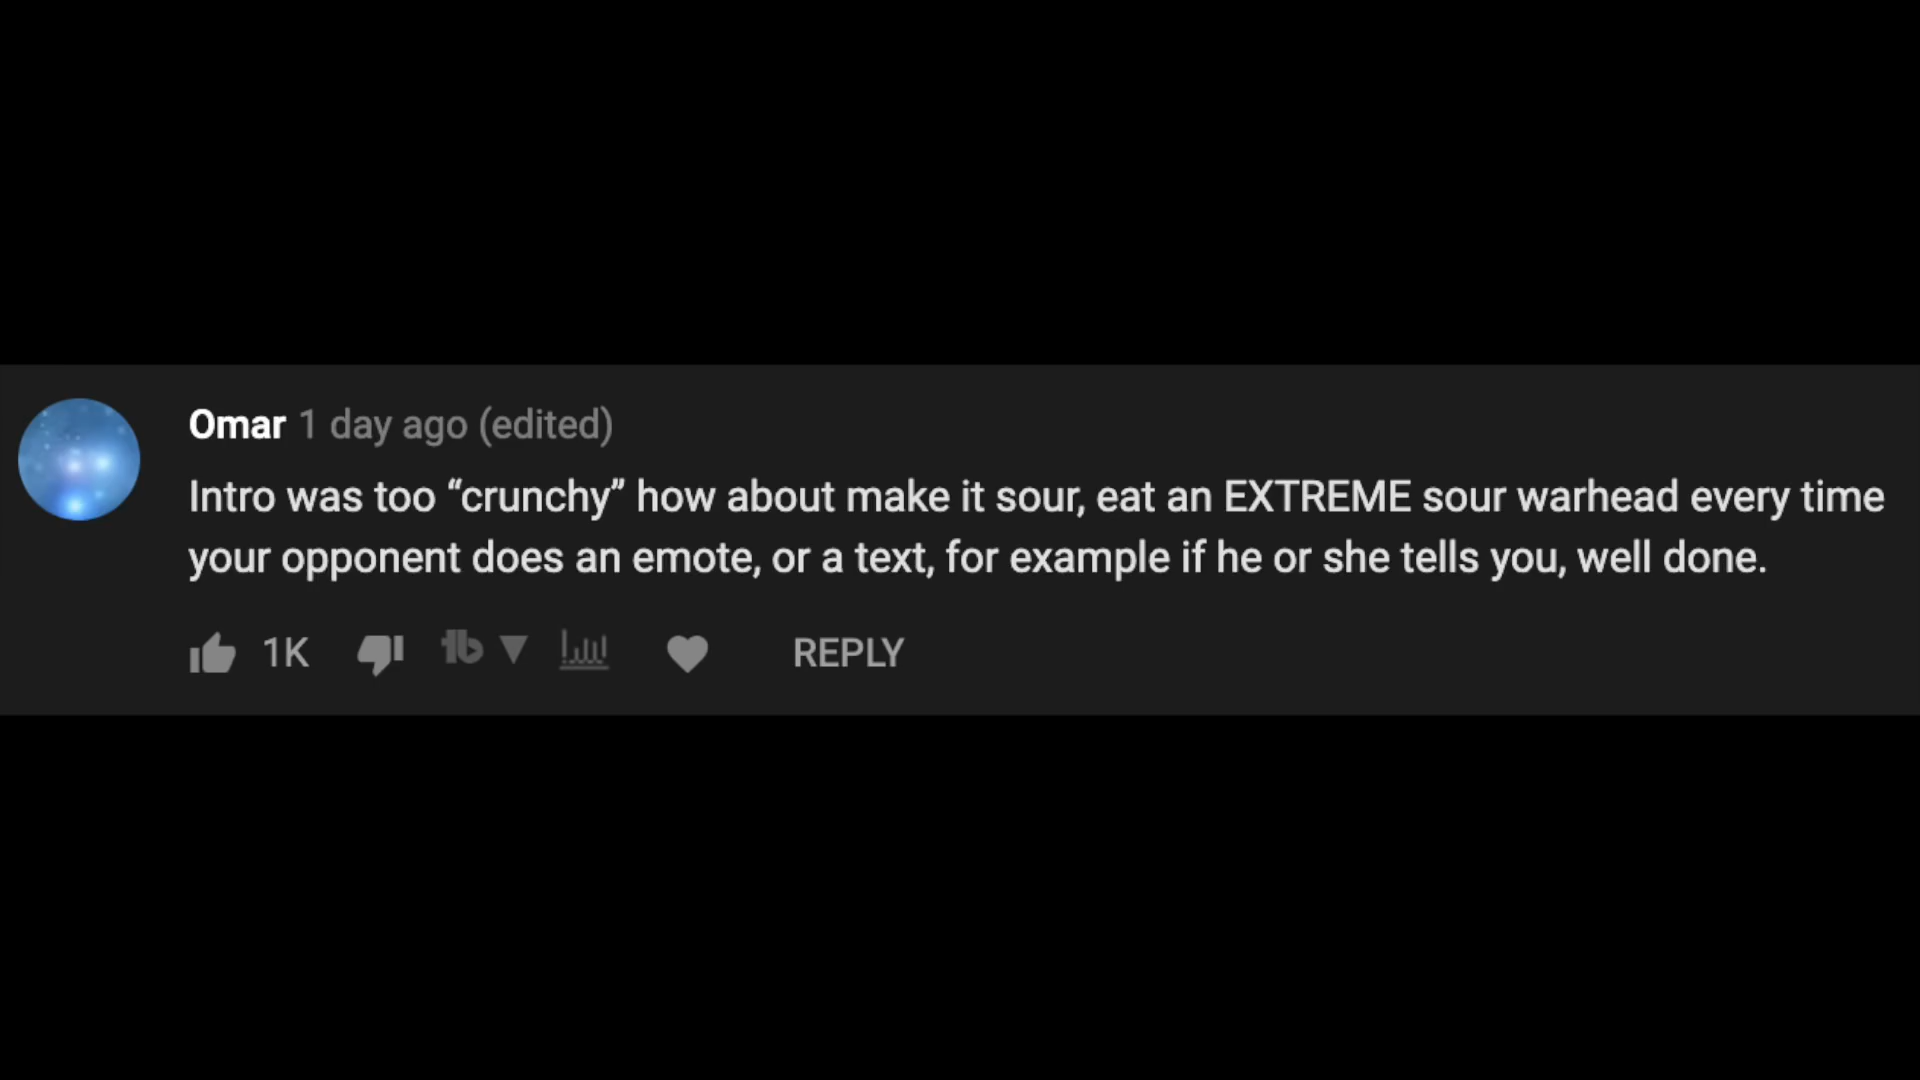 Omar 1 day ago (edited)
Intro was too “crunchy” how about make it sour, eat an EXTREME sour warhead every time
your opponent does an emote, or a text, for example if he or she tells you, well done.
1K REPLY